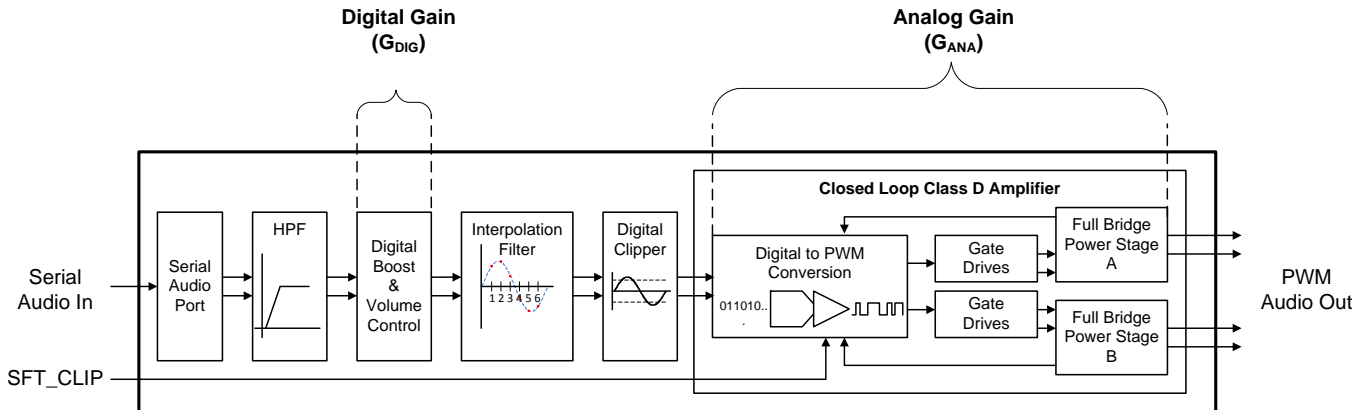 Digital Gain
(GDIG)
Analog Gain
(GANA)
Closed Loop Class D Amplifier
Serial
Audio In
Serial
Audio
Port
HPF
Digital
Boost
&
Volume
Control
Interpolation
Filter
1 2 3 4 5 6
Digital
Clipper
Digital to PWM
Conversion
011010..
.
Gate
Drives
Gate
Drives
Full Bridge
Power Stage
A
Full Bridge
Power Stage
B
PWM
Audio Out
SFT_CLIP